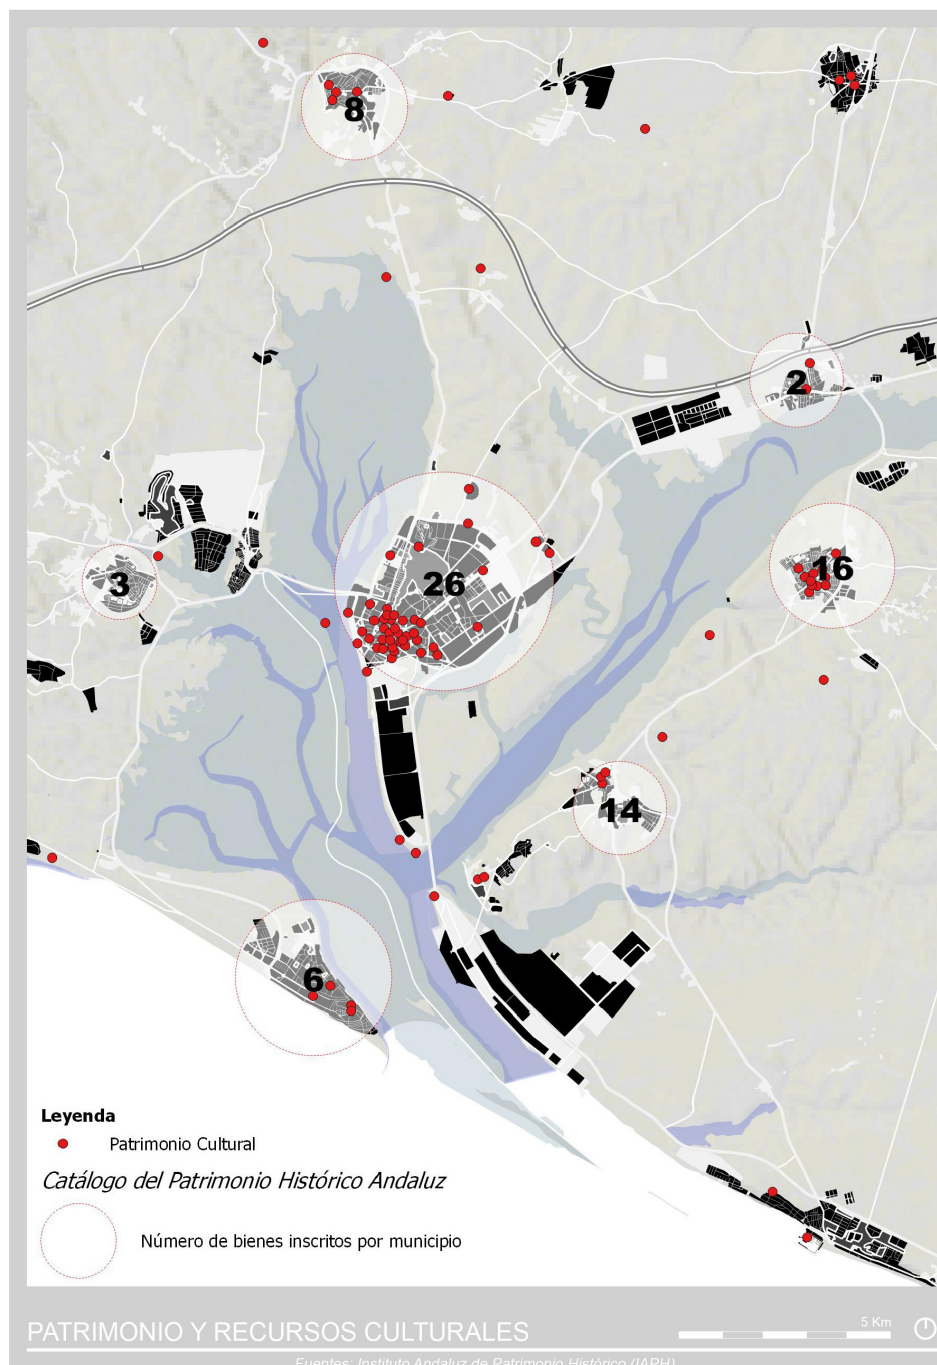 8
2
3
26
16
14
6
Leyenda
Patrimonio Cultural
Catálogo del Patrimonio Histórico Andaluz
Número de bienes inscritos por municipio
PATRIMONIO Y RECURSOS CULTURALES
5 Km
Fuentes: Instituto Andaluz de Patrimonio Histórico (IAPH)